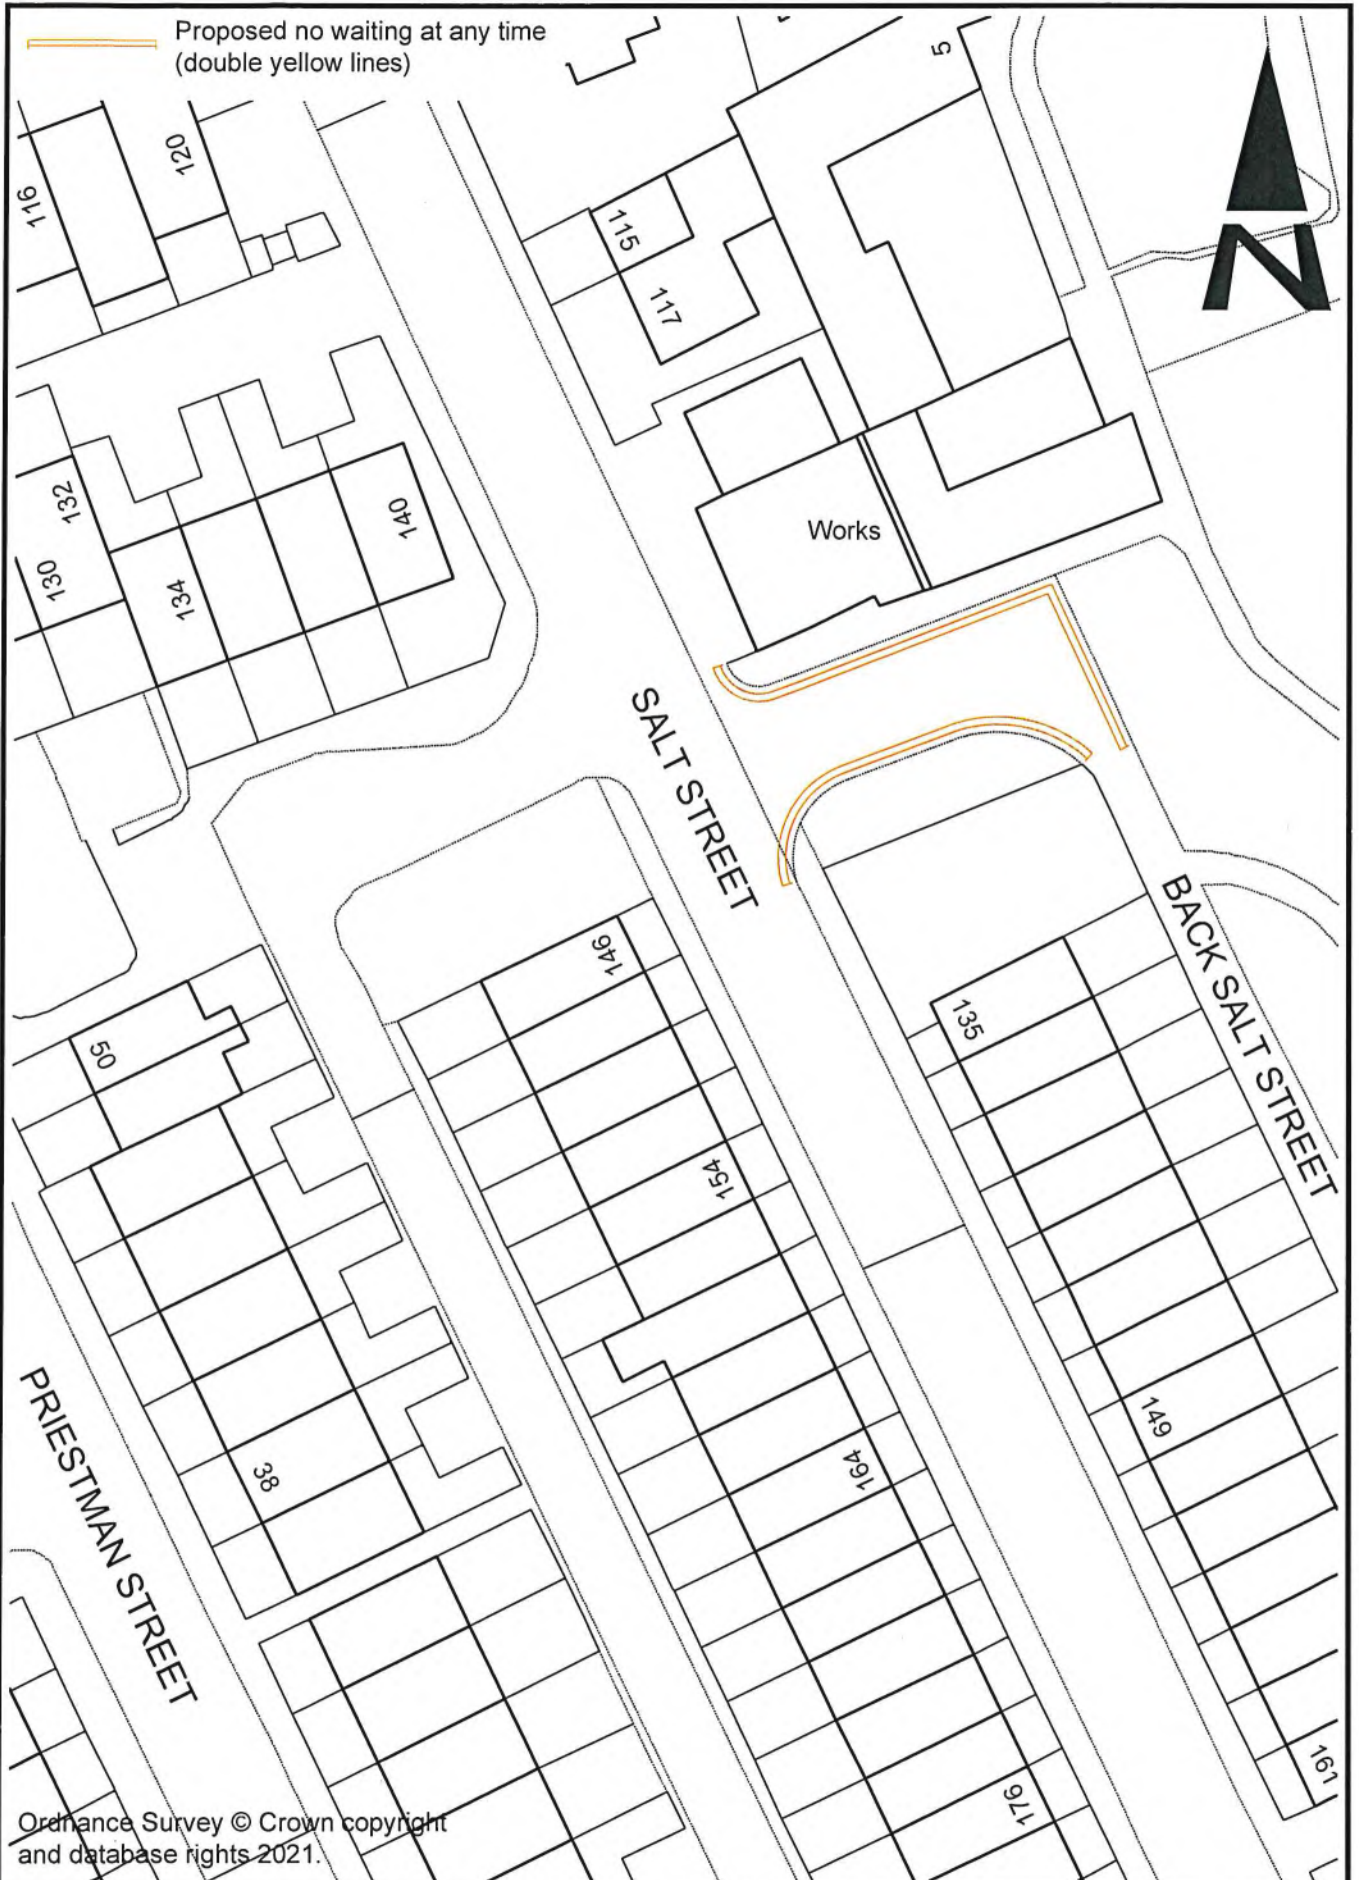 Proposed no waiting at any time
(double yellow lines)
5
120
116
115
117
N
132
140
130
134
Works
SALT STREET
BACK SALT STREET
146
135
50
154
149
38
164
PRIESTMAN STREET
161
176
Ordnance Survey © Crown copyright
and database rights 2021.